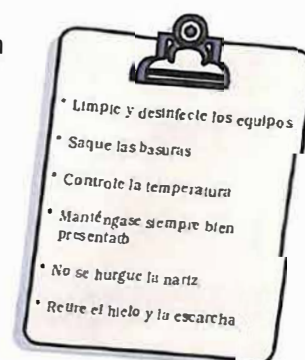 * Limpie y desinfecte los equipos
* Saque las basuras
* Controle la temperatura
* Manténgase siempre bien
presentado
* No se hurgue la nariz
* Retire el hielo y la escarcha